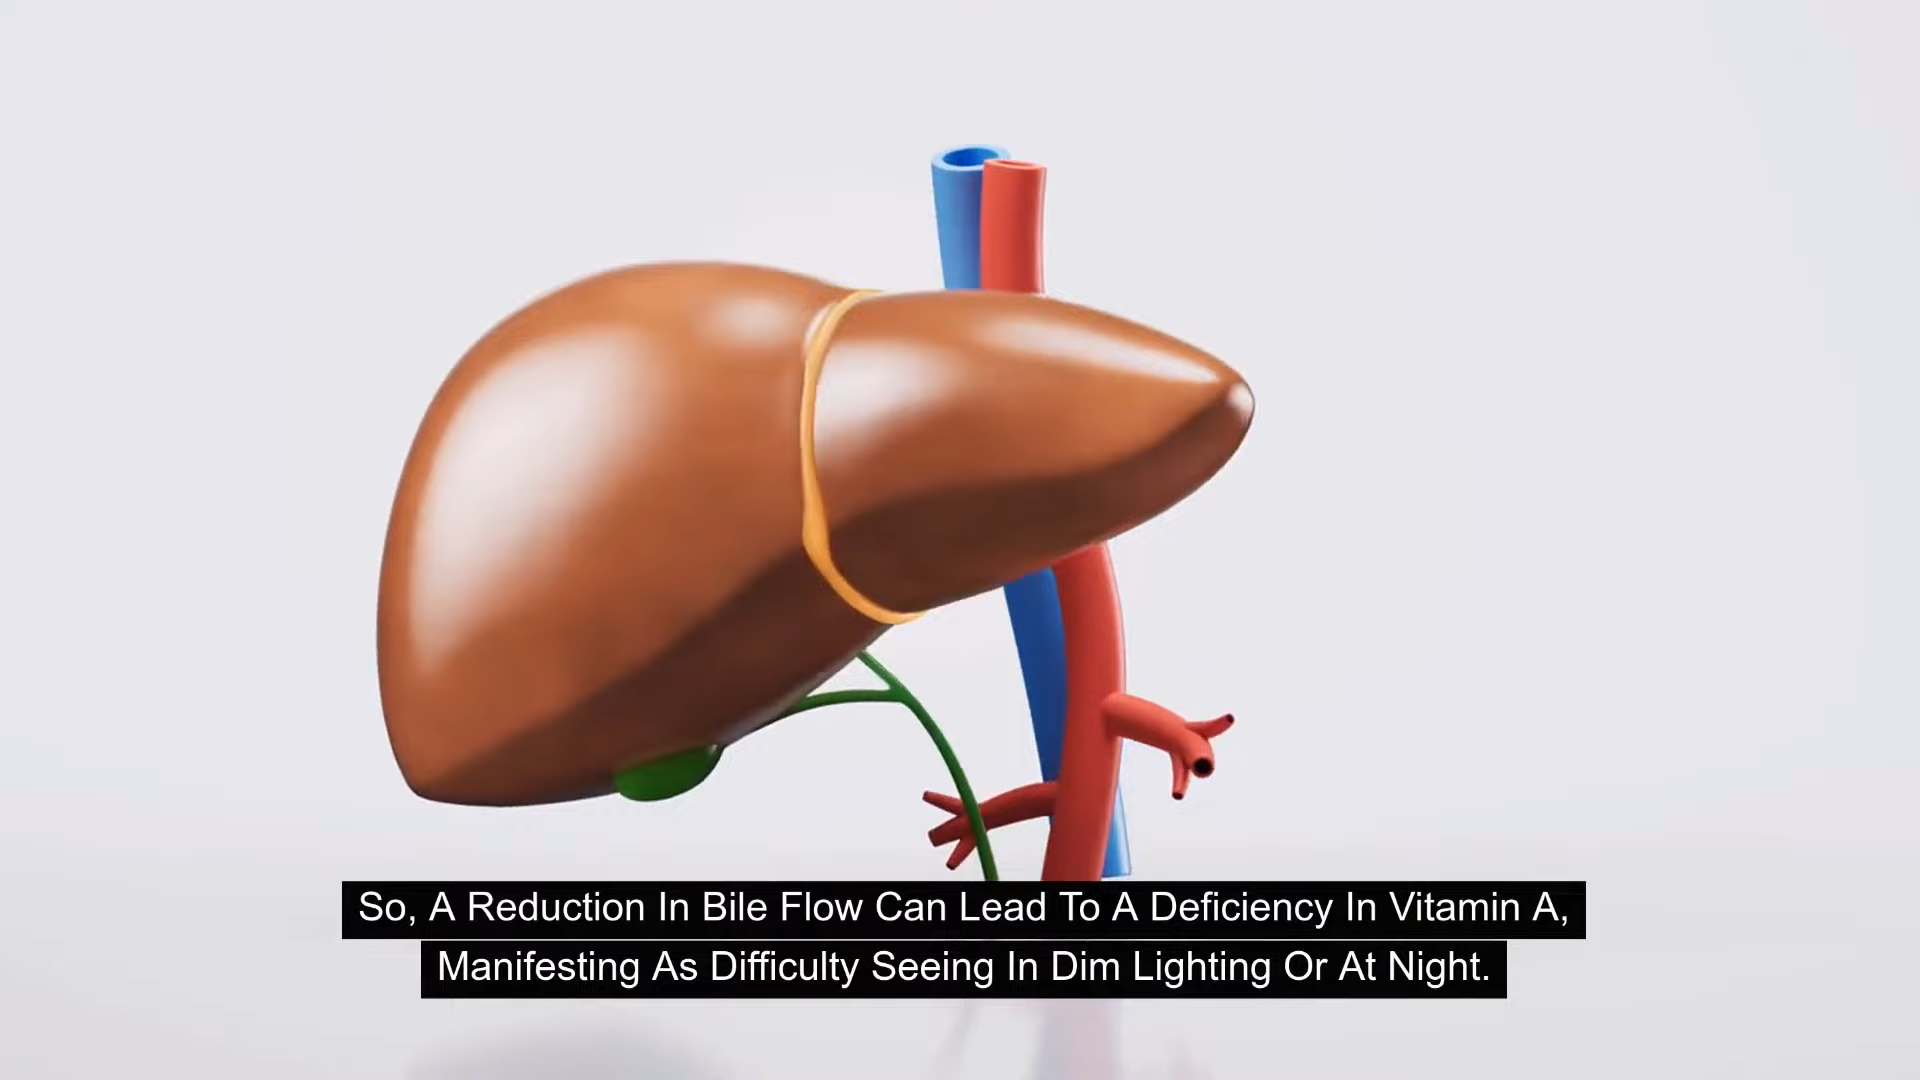 So, A Reduction In Bile Flow Can Lead To A Deficiency In Vitamin A,
Manifesting As Difficulty Seeing In Dim Lighting Or At Night.